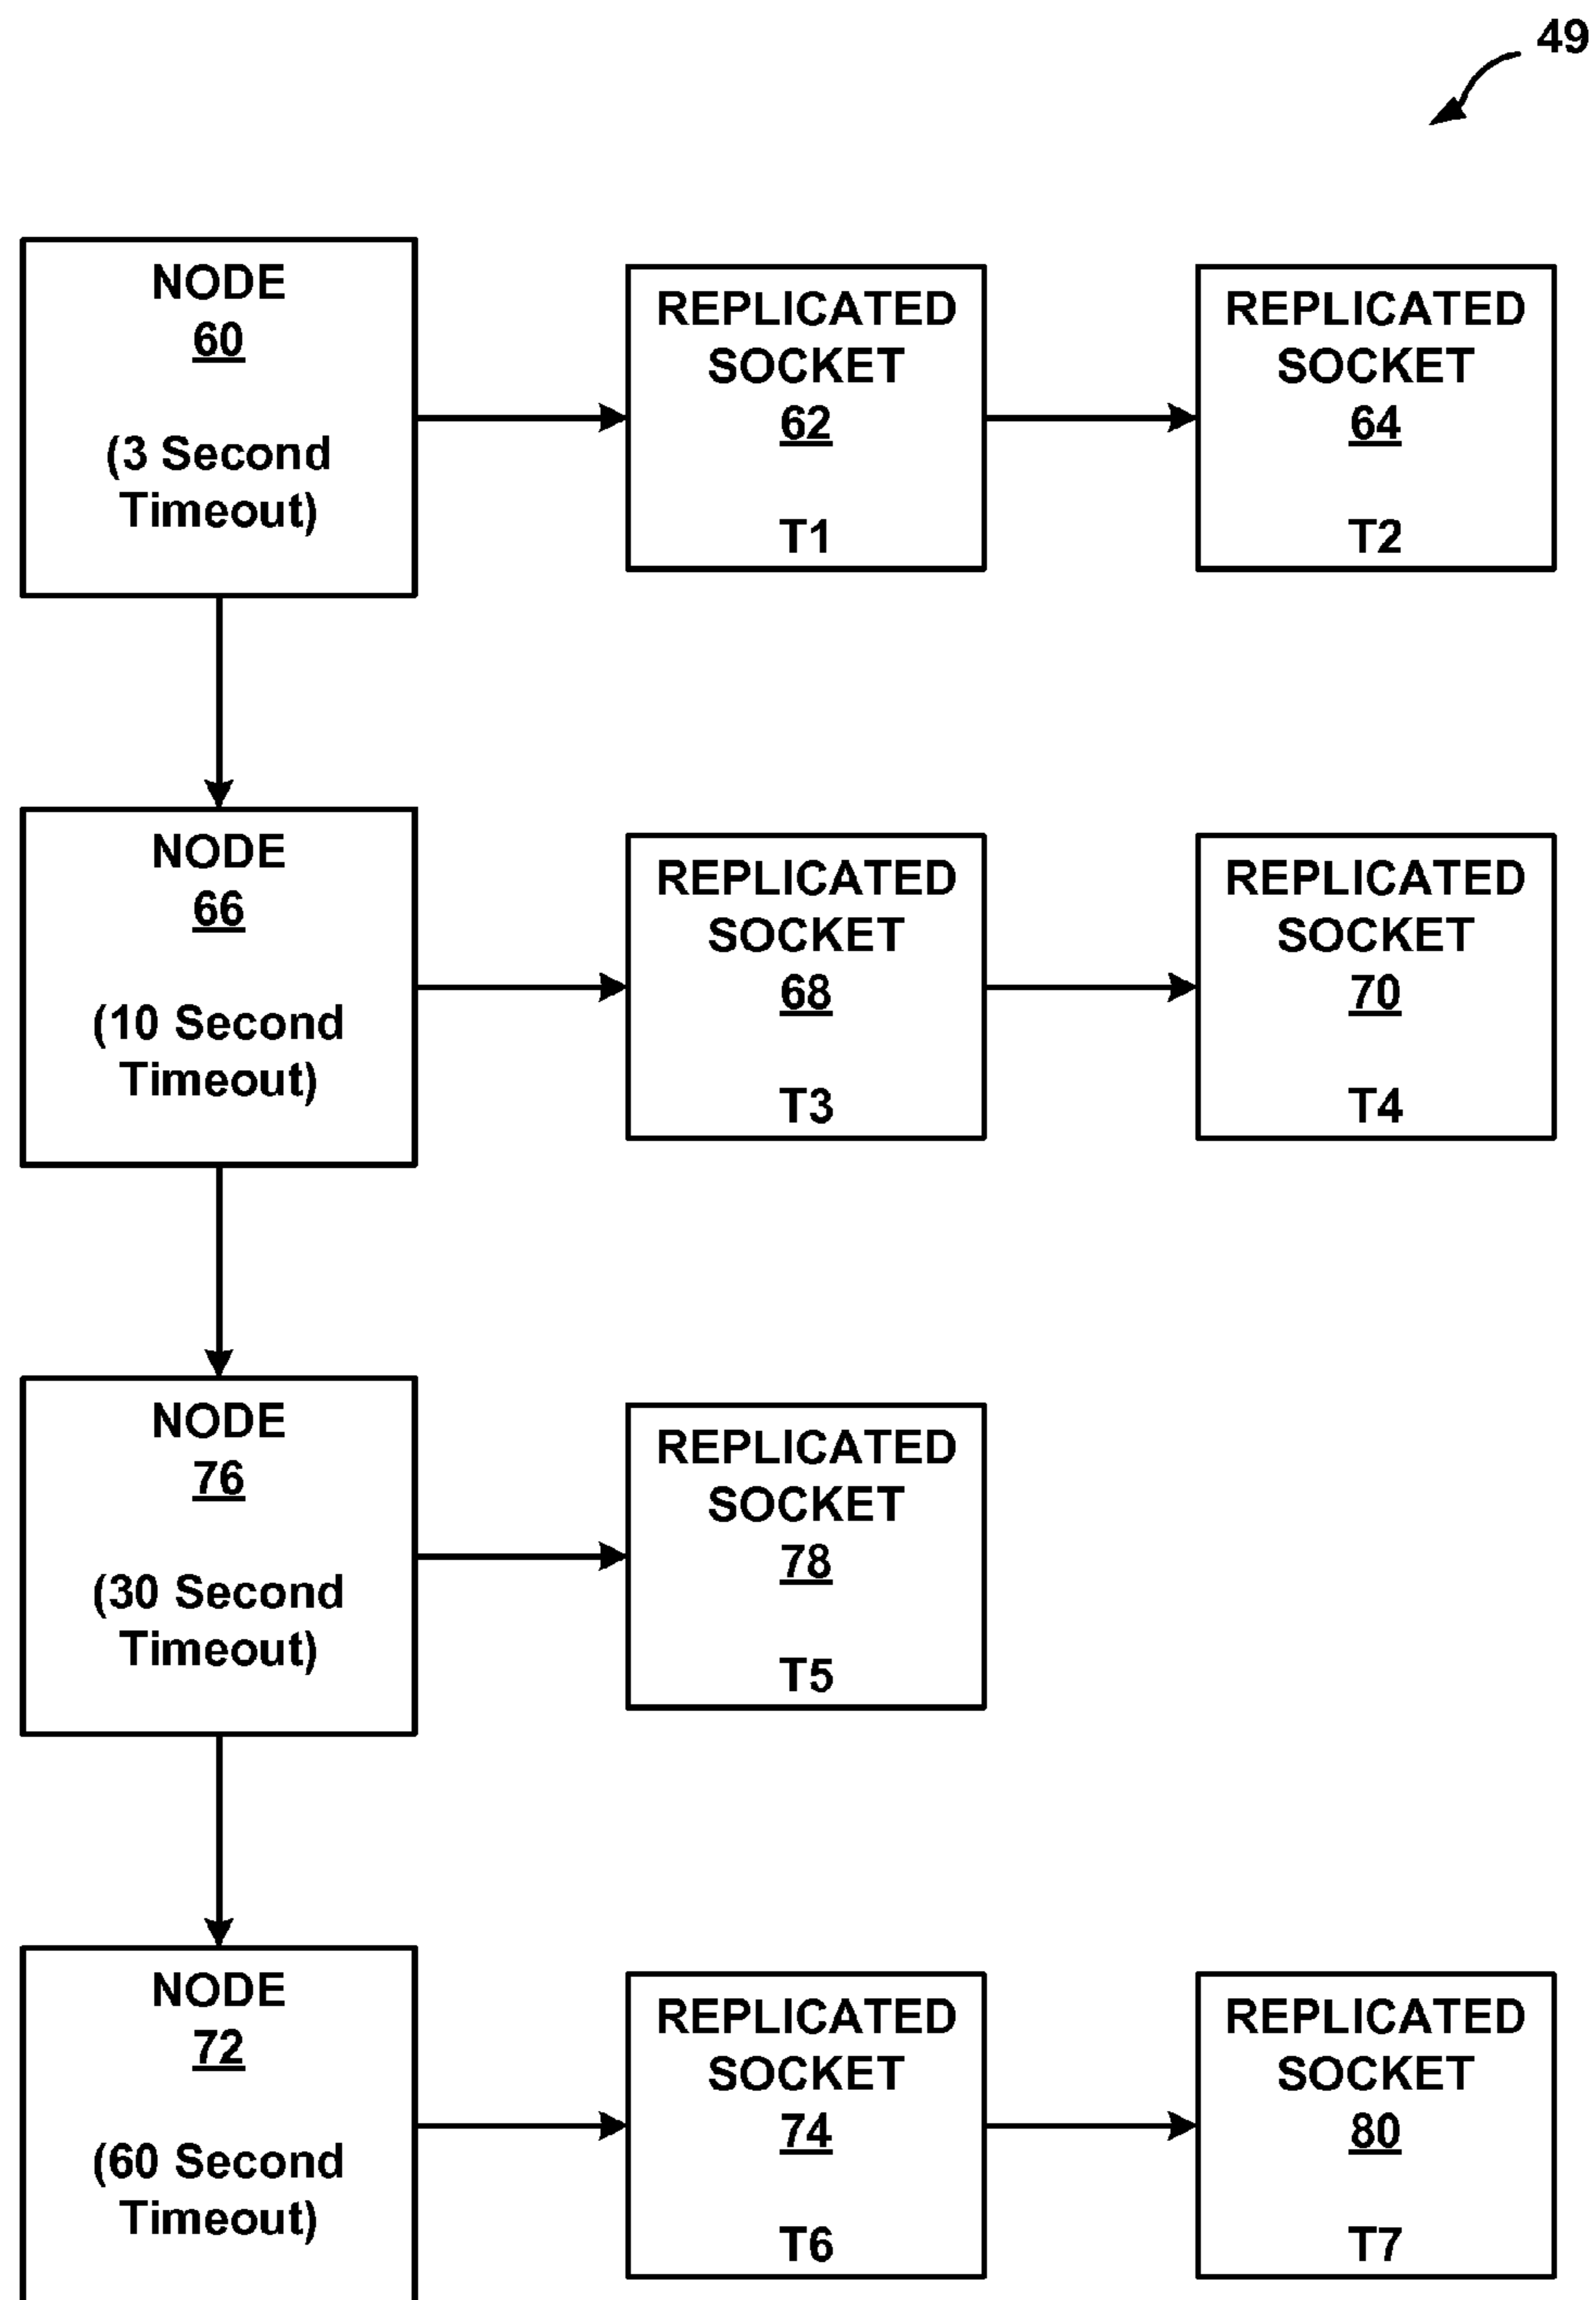 49
NODE
60
(3 Second
Timeout)
REPLICATED
SOCKET
62
T1
REPLICATED
SOCKET
64
T2
NODE
66
(10 Second
Timeout)
REPLICATED
SOCKET
68
T3
REPLICATED
SOCKET
70
T4
NODE
76
(30 Second
Timeout)
REPLICATED
SOCKET
78
T5
NODE
72
(60 Second
Timeout)
REPLICATED
SOCKET
74
T6
REPLICATED
SOCKET
80
T7